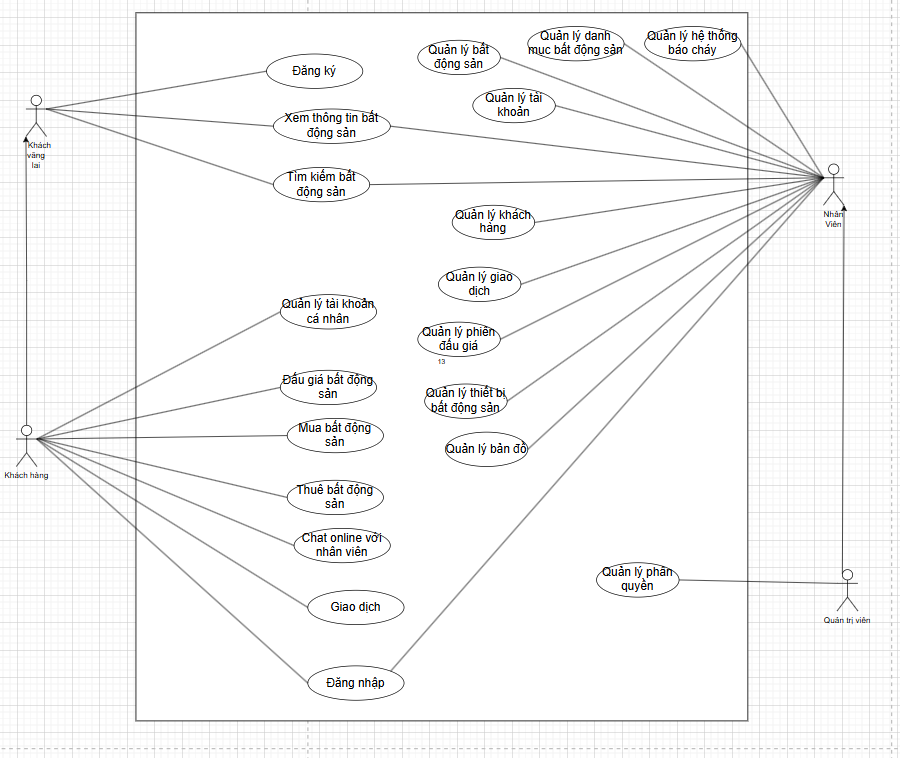 Quản lý bất
động sản
Quản lý danh
mục bất động sản
Quản lý hệ thống
báo cháy
Đăng ký
Quản lý tài
khoản
Xem thông tin bất
động sản
Khách
vãng
lai
Tìm kiếm bất
động sản
Quản lý khách
hàng
Nhân
Viên
Quản lý giao
dịch
Quản lý tài khoản
cá nhân
Quản lý phiên
đấu giá
13
Đấu giá bất động
sản
Quản lý thiết bị
bất động sản
Mua bất động
sản
Quản lý bản đồ
Khách hàng
Thuê bất động
sản
Chat online với
nhân viên
Quản lý phân
quyền
Giao dịch
Quản trị viên
Đăng nhập